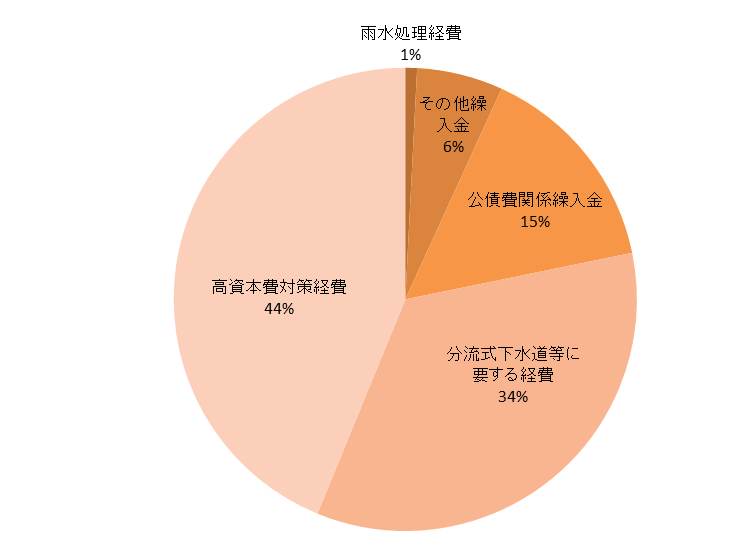 雨水処理経費
1%
その他繰
入金
6%
公債費関係繰入金
15%
高資本費対策経費
44%
分流式下水道等に
要する経費
34%